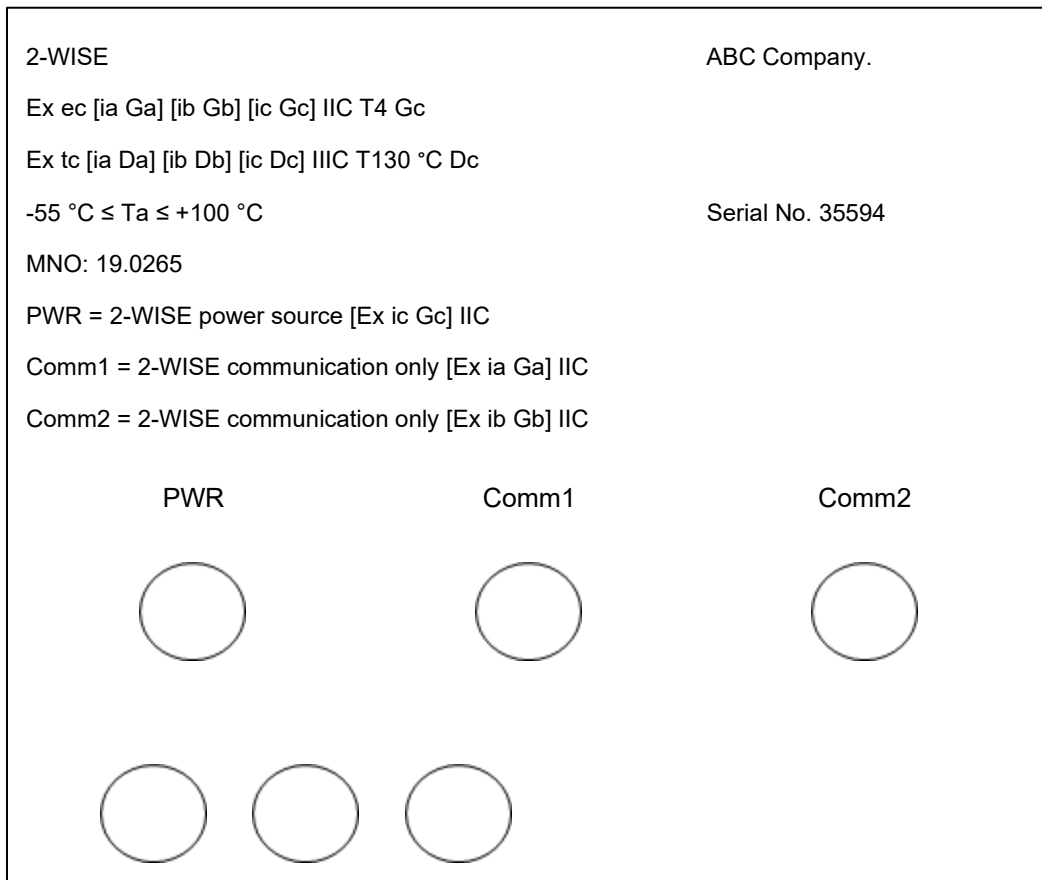 2-WISE ABC Company.
Ex ec [ia Ga] [ib Gb] [ic Gc] IIC T4 Gc
Ex tc [ia Da] [ib Db] [ic Dc] IIIC T130 °C Dc
-55 °C ≤ Ta ≤ +100 °C Serial No. 35594
MNO: 19.0265
PWR = 2-WISE power source [Ex ic Gc] IIC
Comm1 = 2-WISE communication only [Ex ia Ga] IIC
Comm2 = 2-WISE communication only [Ex ib Gb] IIC
PWR Comm1 Comm2